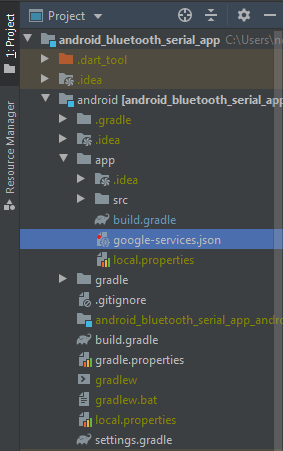 Project
1: Project
Resource Manager
android_bluetooth_serial_app C:\Users\n
.dart_tool
.idea
android [android_bluetooth_serial_app
.gradle
.idea
app
.idea
src
build.gradle
google-services.json
local.properties
gradle
.gitignore
android_bluetooth_serial_app_andro
build.gradle
gradle.properties
gradlew
gradlew.bat
local.properties
settings.gradle